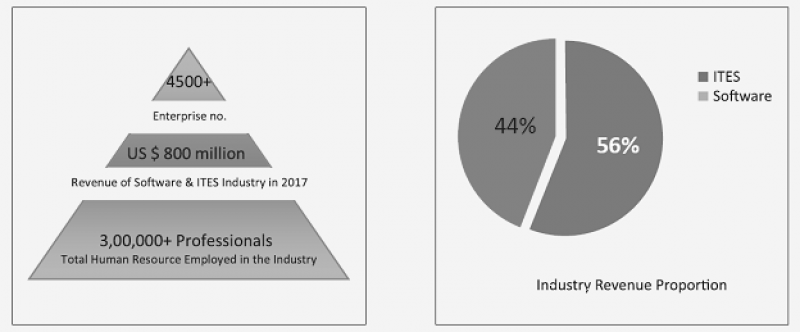 4500+
Enterprise no.
US $ 800 million
Revenue of Software & ITES Industry in 2017
3,00,000+ Professionals
Total Human Resource Employed in the Industry
44%
56%
ITES
Software
Industry Revenue Proportion